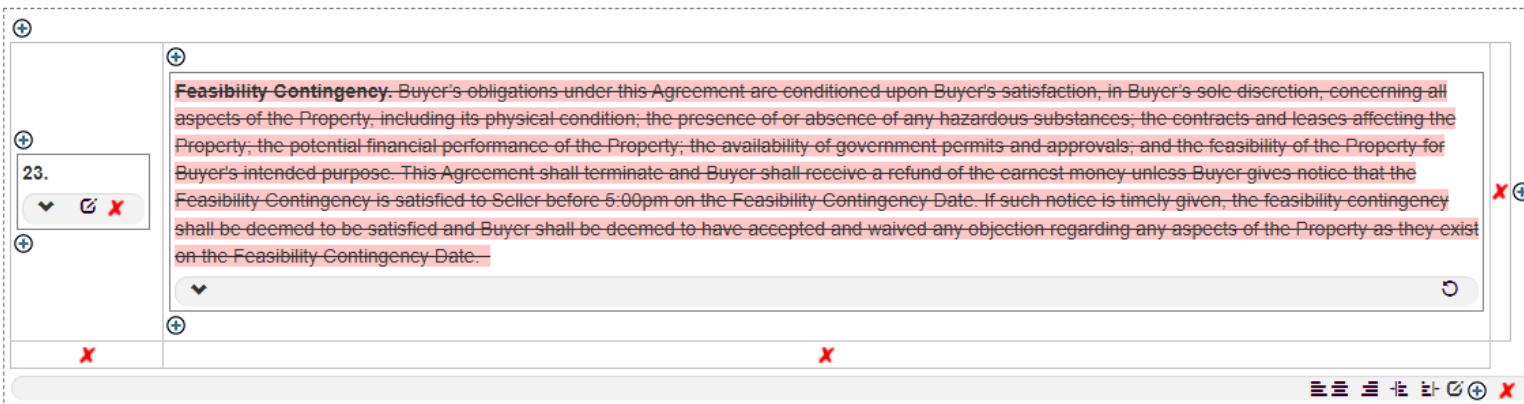 Feasibility Contingency. Buyer’s obligations under this Agreement are conditioned upon Buyer's satisfaction, in Buyer’s sole discretion, concerning all
aspects of the Property, including its physical condition; the presence of or absence of any hazardous substances; the contracts and leases affecting the
Property; the potential financial performance of the Property; the availability of government permits and approvals; and the feasibility of the Property for
23.
Buyer's intended purpose. This Agreement shall terminate and Buyer shall receive a refund of the earnest money unless Buyer gives notice that the
Feasibility Contingency is satisfied to Seller before 5:00pm on the Feasibility Contingency Date. If such notice is timely given, the feasibility contingency
shall be deemed to be satisfied and Buyer shall be deemed to have accepted and waived any objection regarding any aspects of the Property as they exist
on the Feasibility Contingency Date.